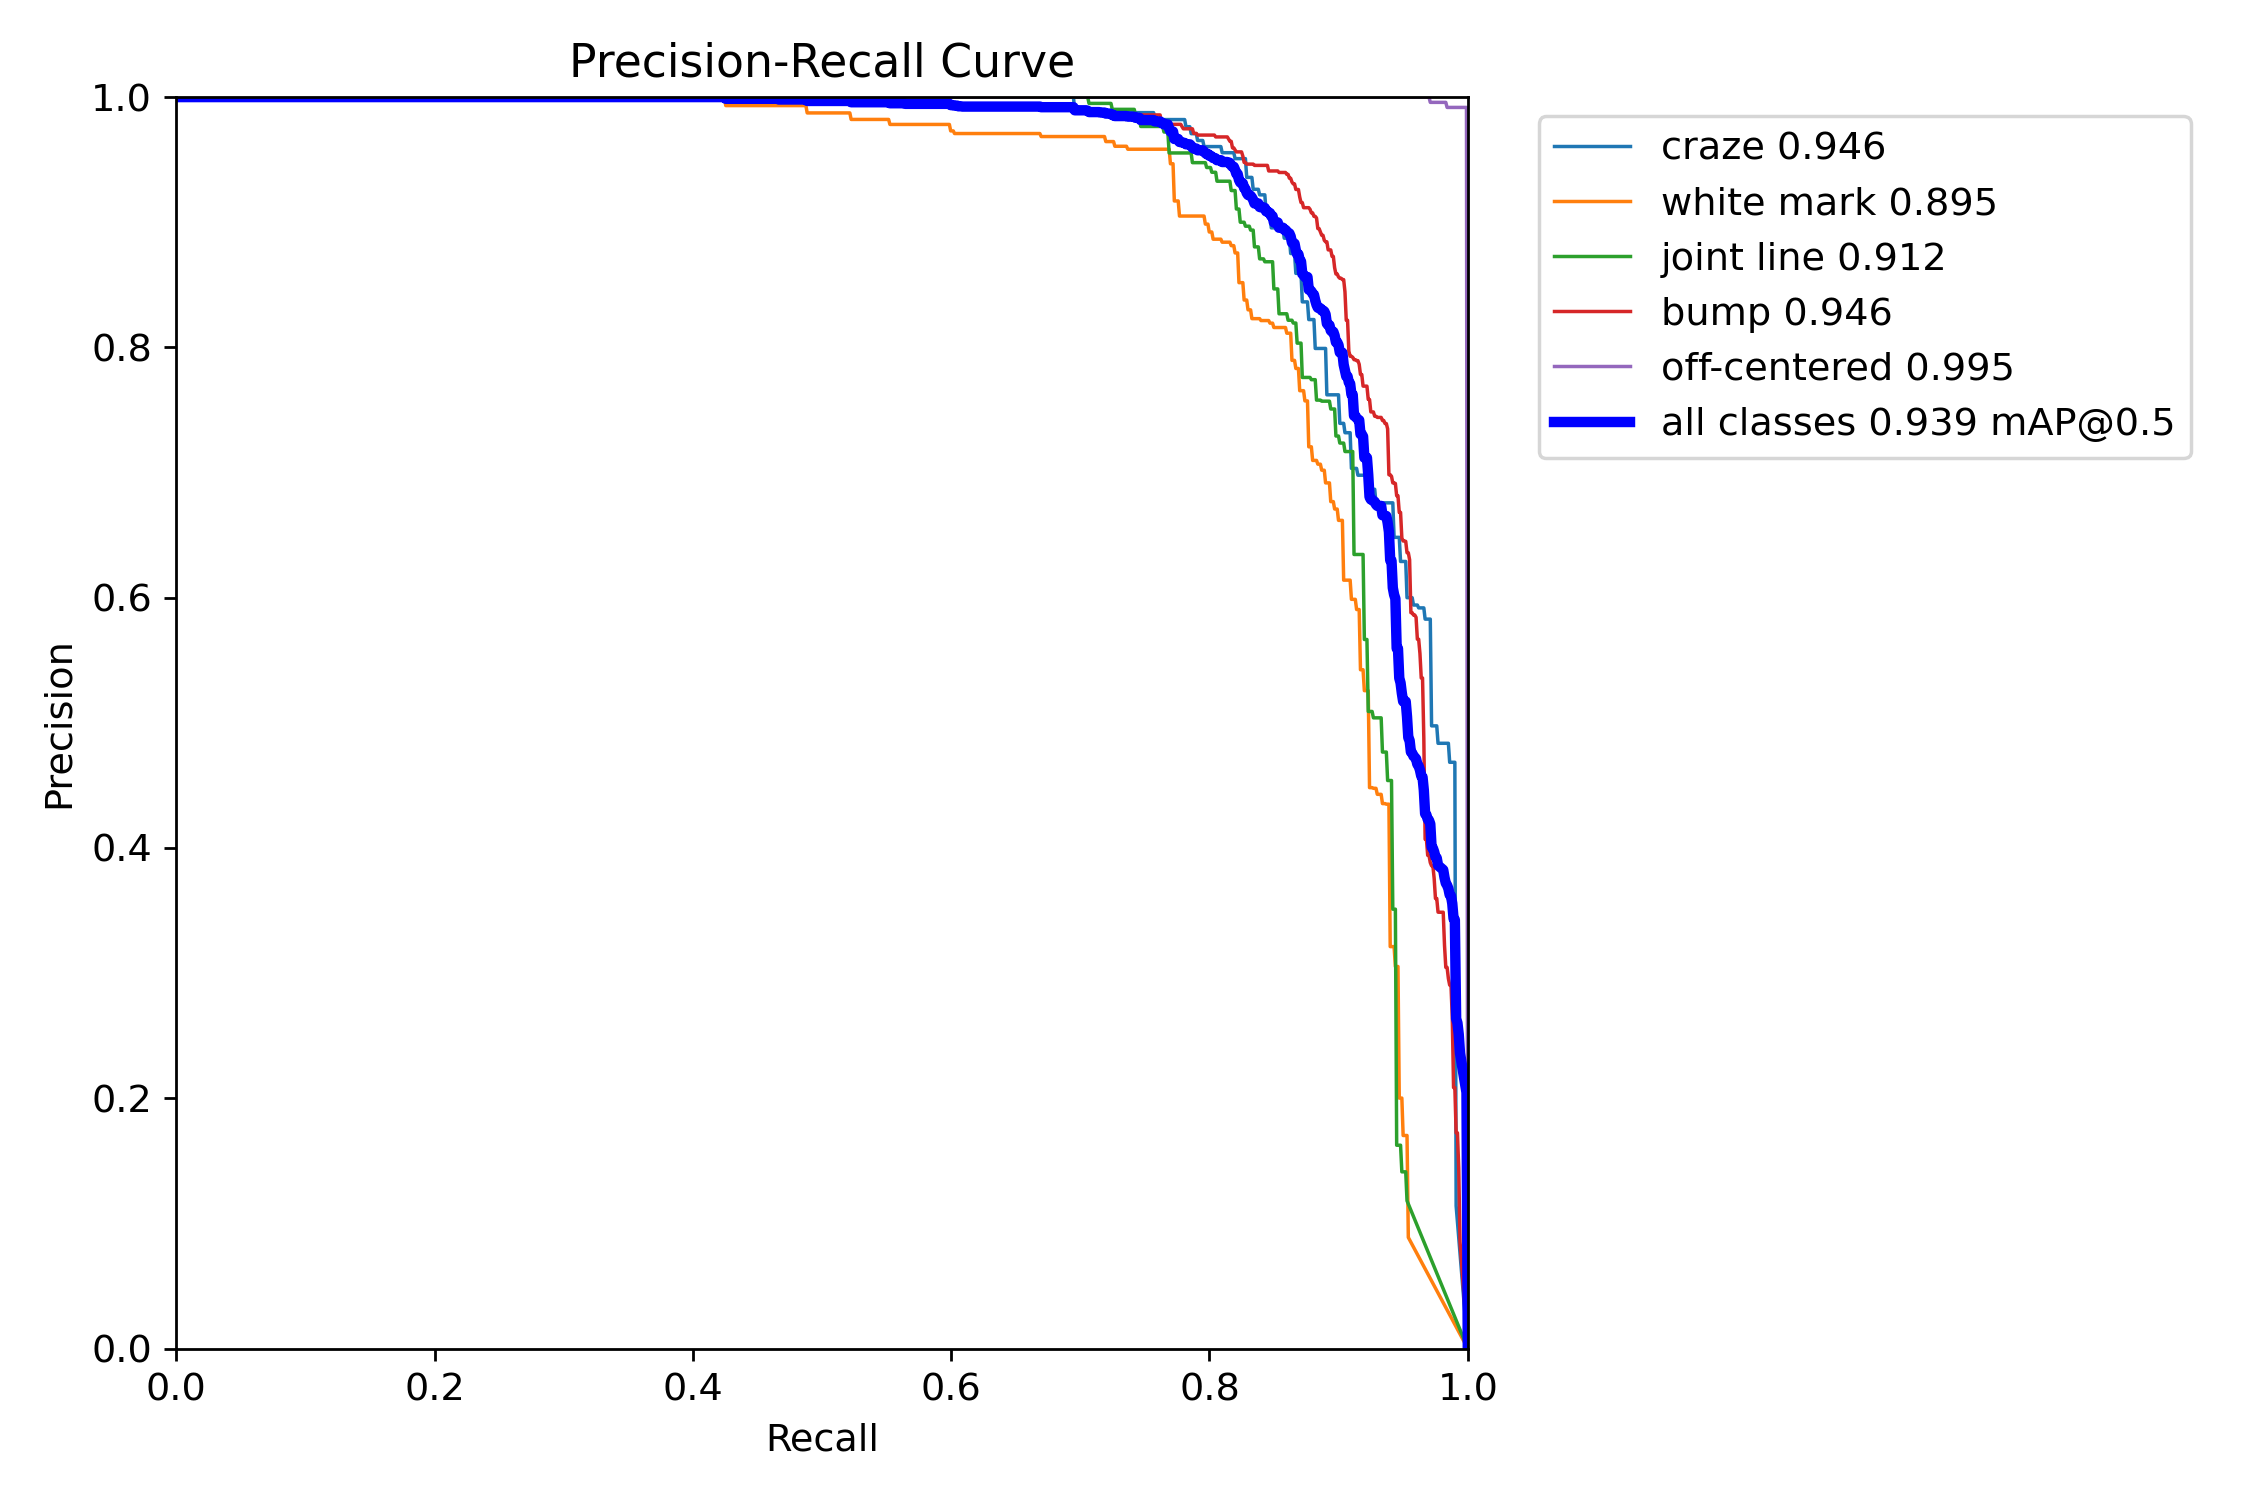 Precision-Recall Curve
1.0
0.8
0.6
0.4
0.2
0.0
Precision
0.0 0.2 0.4 0.6 0.8 1.0
Recall
craze 0.946
white mark 0.895
joint line 0.912
bump 0.946
off-centered 0.995
all classes 0.939 mAP@0.5